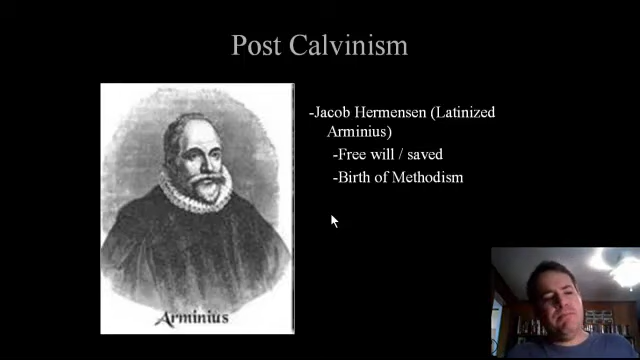 Post Calvinism
-Jacob Hermensen (Latinized
Arminius)
-Free will / saved
-Birth of Methodism
Arminius